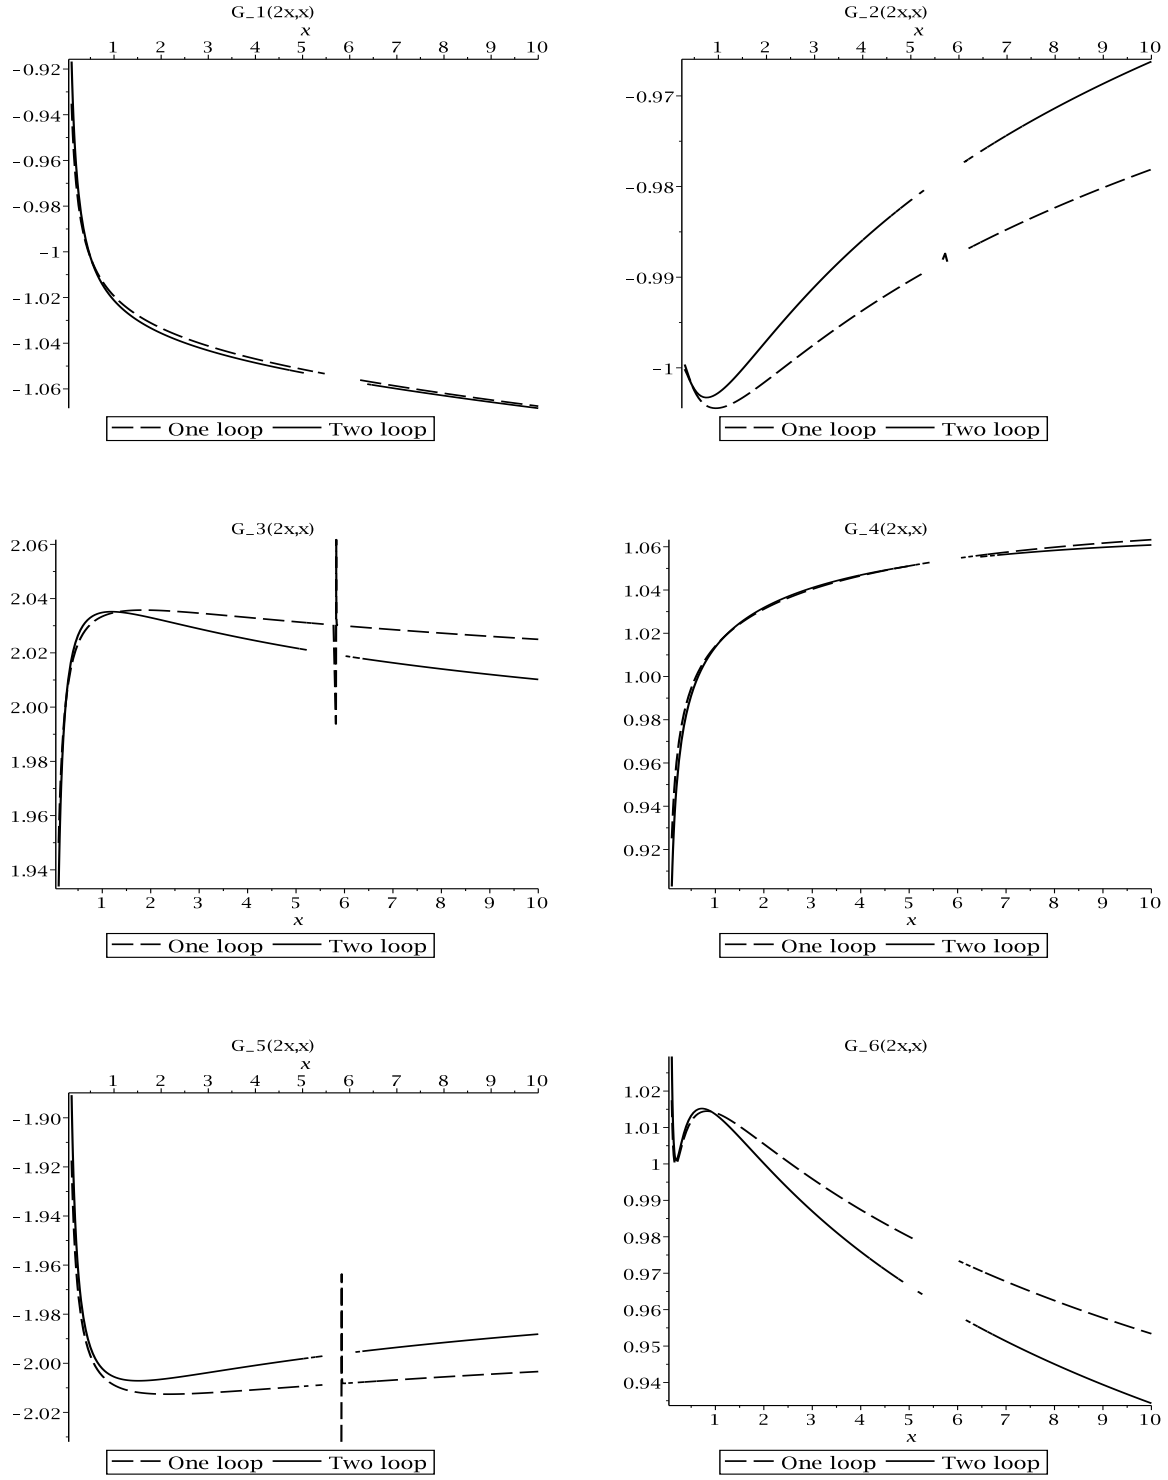 G_1(2x,x)
x
1 2 3 4 5 6 7 8 9 10
−0.92
−0.94
−0.96
−0.98
−1
−1.02
−1.04
−1.06
One loop Two loop
G_2(2x,x)
x
1 2 3 4 5 6 7 8 9 10
−0.97
−0.98
−0.99
−1
One loop Two loop
G_3(2x,x)
2.06
2.04
2.02
2.00
1.98
1.96
1.94
1 2 3 4 5 6 7 8 9 10
x
One loop Two loop
G_4(2x,x)
1.06
1.04
1.02
1.00
0.98
0.96
0.94
0.92
1 2 3 4 5 6 7 8 9 10
x
One loop Two loop
G_5(2x,x)
x
1 2 3 4 5 6 7 8 9 10
−1.90
−1.92
−1.94
−1.96
−1.98
−2.00
−2.02
One loop Two loop
G_6(2x,x)
1.02
1.01
1
0.99
0.98
0.97
0.96
0.95
0.94
1 2 3 4 5 6 7 8 9 10
x
One loop Two loop